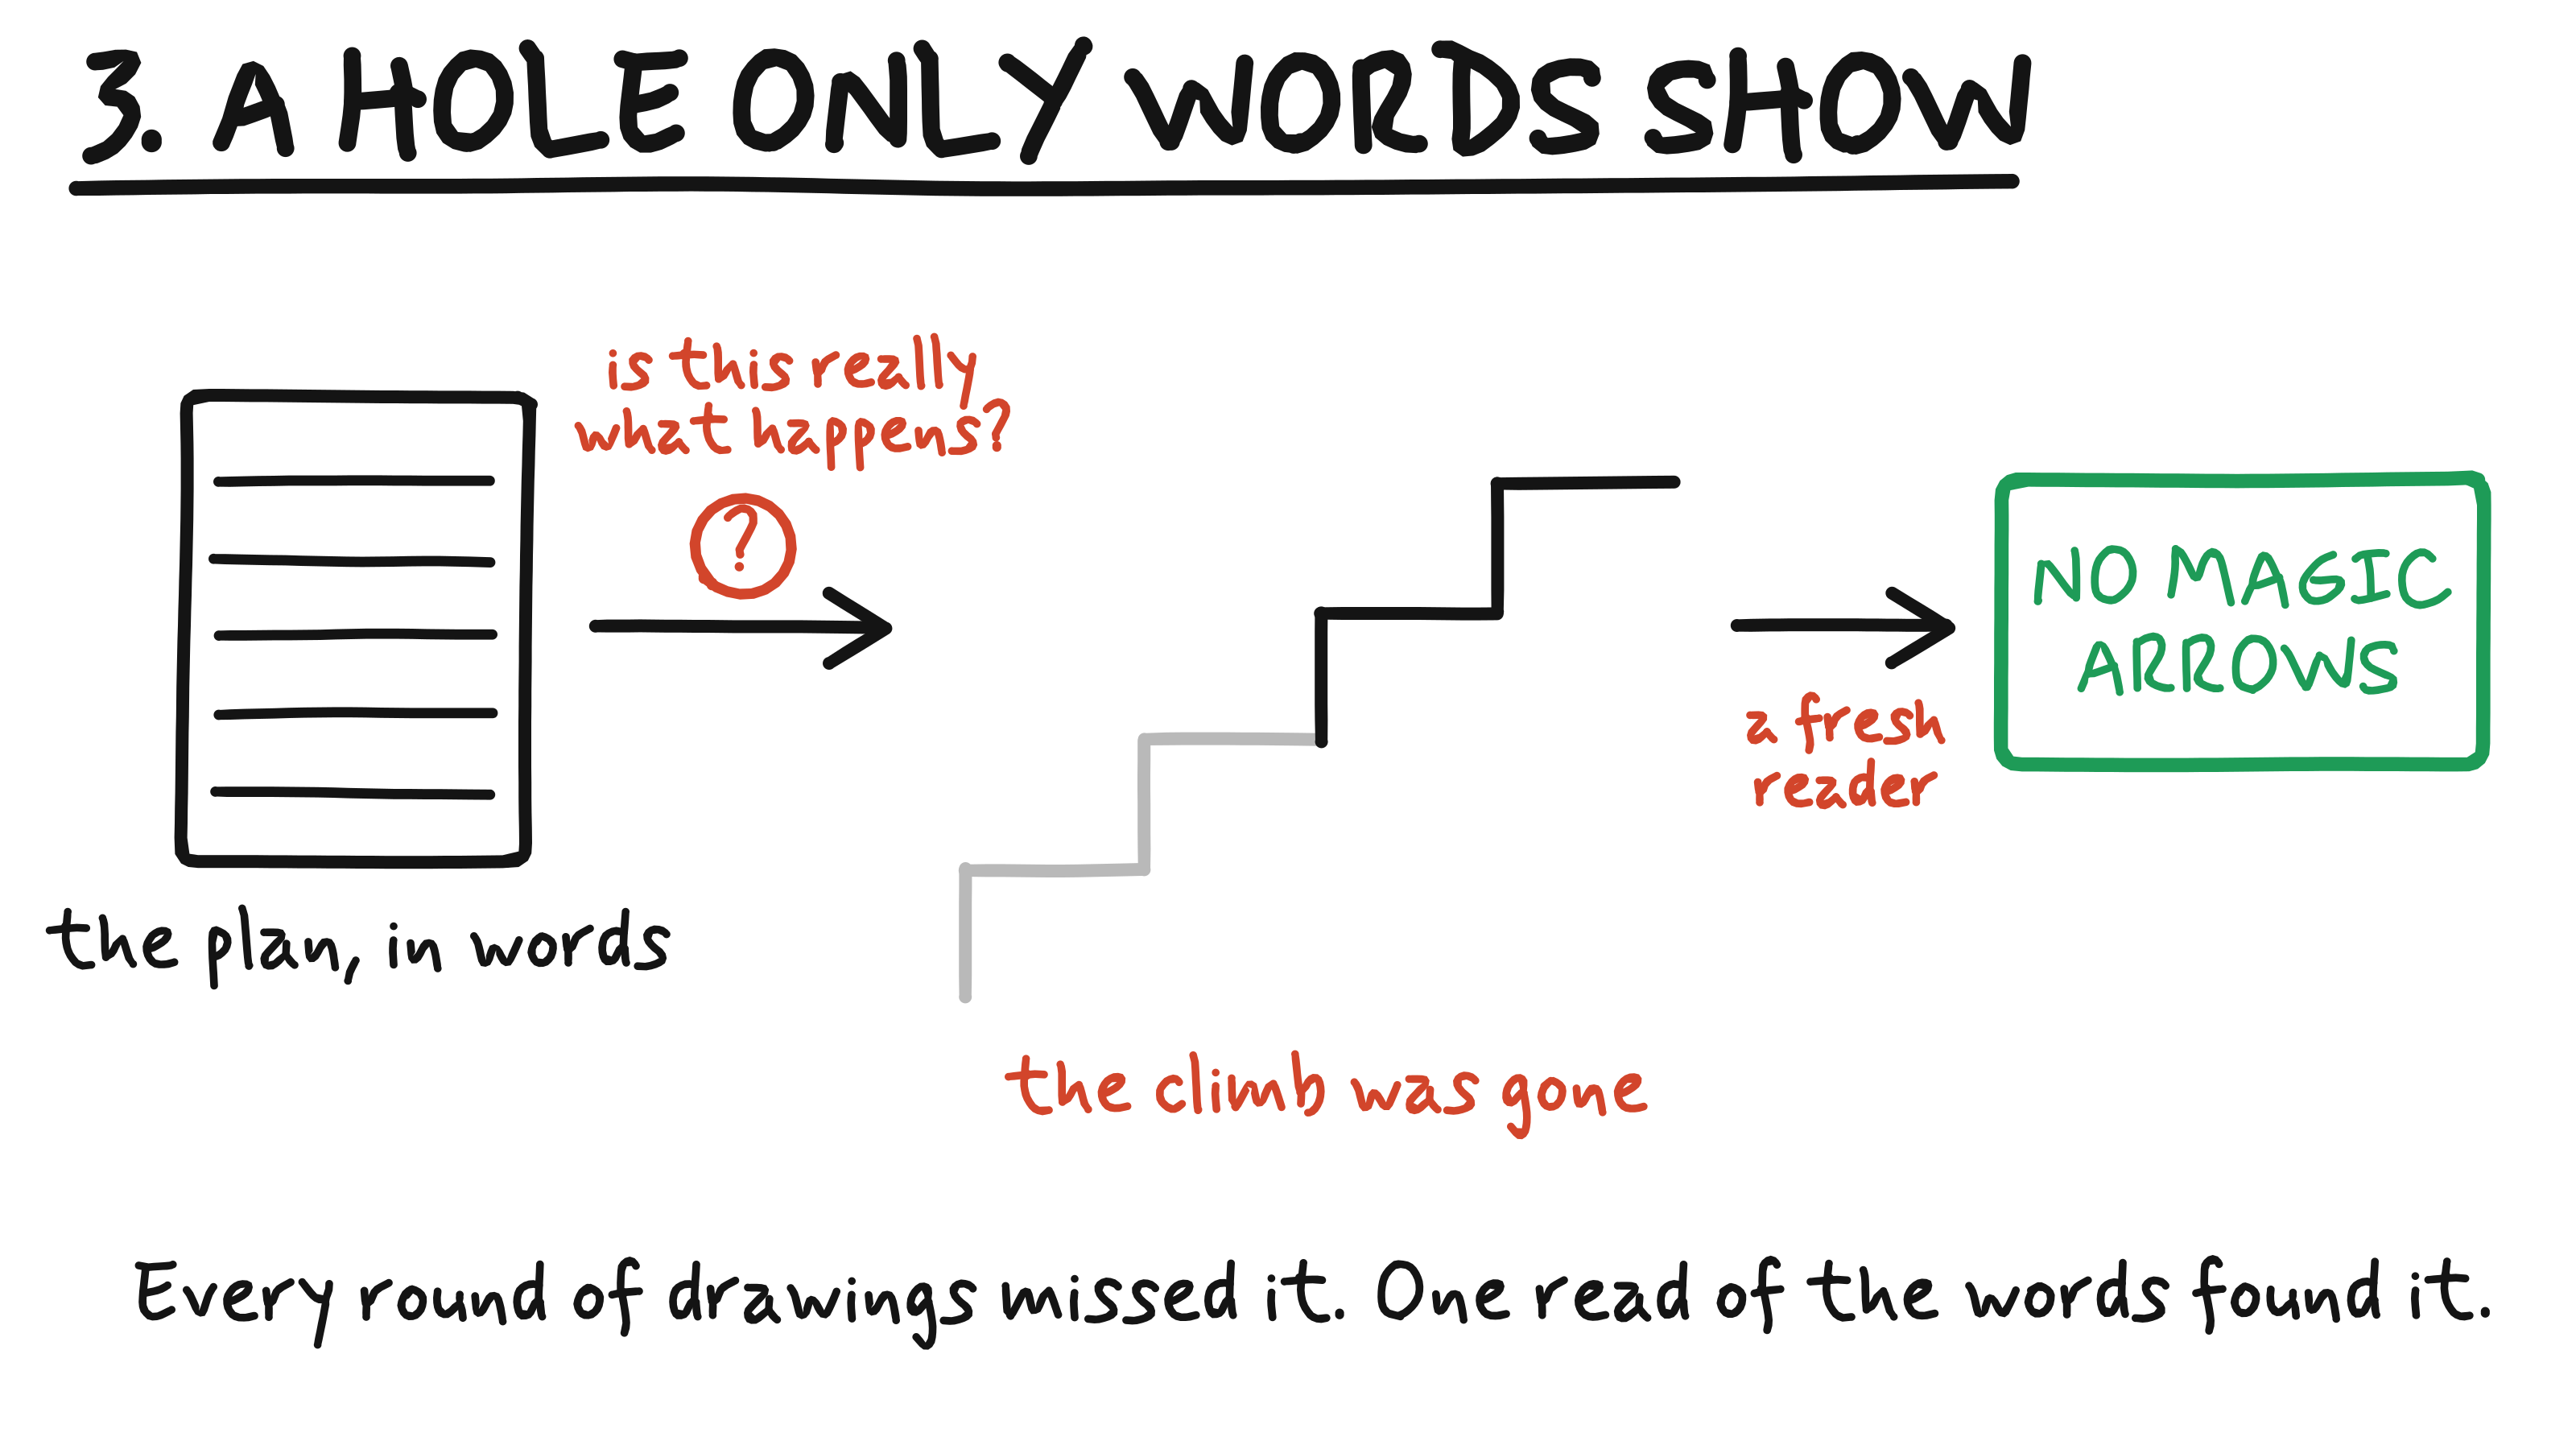 3. A HOLE ONLY WORDS SHOW
is this really
what happens?
?
the plan, in words
the climb was gone
a fresh
reader
NO MAGIC
ARROWS
Every round of drawings missed it. One read of the words found it.